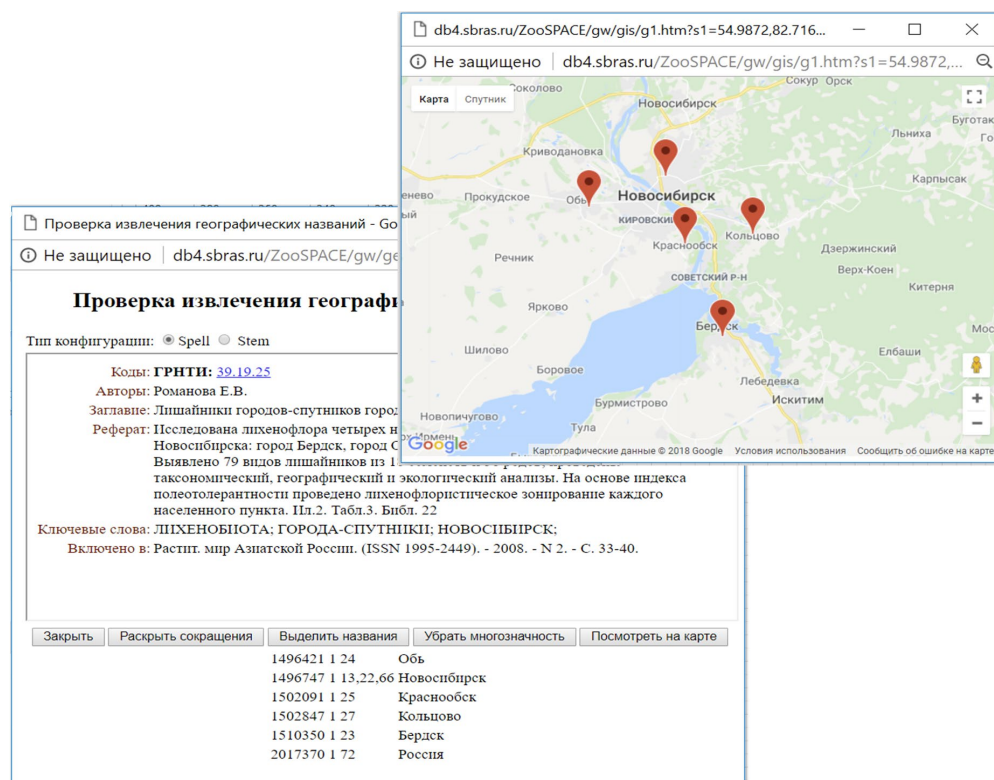 db4.sbras.ru/ZooSPACE/gw/gis/g1.htm?s1=54.9872,82.716...
Не защищено db4.sbras.ru/ZooSPACE/gw/gis/g1.htm?s1=54.9872,...
Карта Спутник
Соколово
Сокур Орск
Новосибирск
Буготак
Льниха
Криводановка
Карпысак
Прокудское
Обь
Новосибирск
КИРОВСКИЙ
Кольцово
Краснообск
Дзержинский
Речник
Верх-Коен
СОВЕТСКИЙ Р-Н
Китерня
Ярково
Бердск
Мос
Шилово
Елбаши
Боровое
Лебедевка
Бурмистрово
Искитим
Новопичугово
Тула
Google
Картографические данные © 2018 Google Условия использования Сообщить об ошибке на карте
Проверка извлечения географических названий - Go
Не защищено db4.sbras.ru/ZooSPACE/gw/ge
Проверка извлечения географи
Тип конфигурации: Spell Stem
Коды: ГРНТИ: 39.19.25
Авторы: Романова Е.В.
Заглавие: Лишайники городов-спутников город
Реферат: Исследована лихенофлора четырех н
Новосибирска: город Бердск, город О
Выявлено 79 видов лишайников из
таксономический, географический и экологический анализы. На основе индекса
полеотолерантности проведено лихенофлористическое зонирование каждого
населенного пункта. Ил.2. Табл.3. Библ. 22
Ключевые слова: ЛИХЕНОБИОТА; ГОРОДА-СПУТНИКИ; НОВОСИБИРСК;
Включено в: Растит. мир Азиатской России. (ISSN 1995-2449). - 2008. - N 2. - С. 33-40.
Закрыть Раскрыть сокращения Выделить названия Убрать многозначность Посмотреть на карте
1496421 1 24 Обь
1496747 1 13,22,66 Новосибирск
1502091 1 25 Краснообск
1502847 1 27 Кольцово
1510350 1 23 Бердск
2017370 1 72 Россия